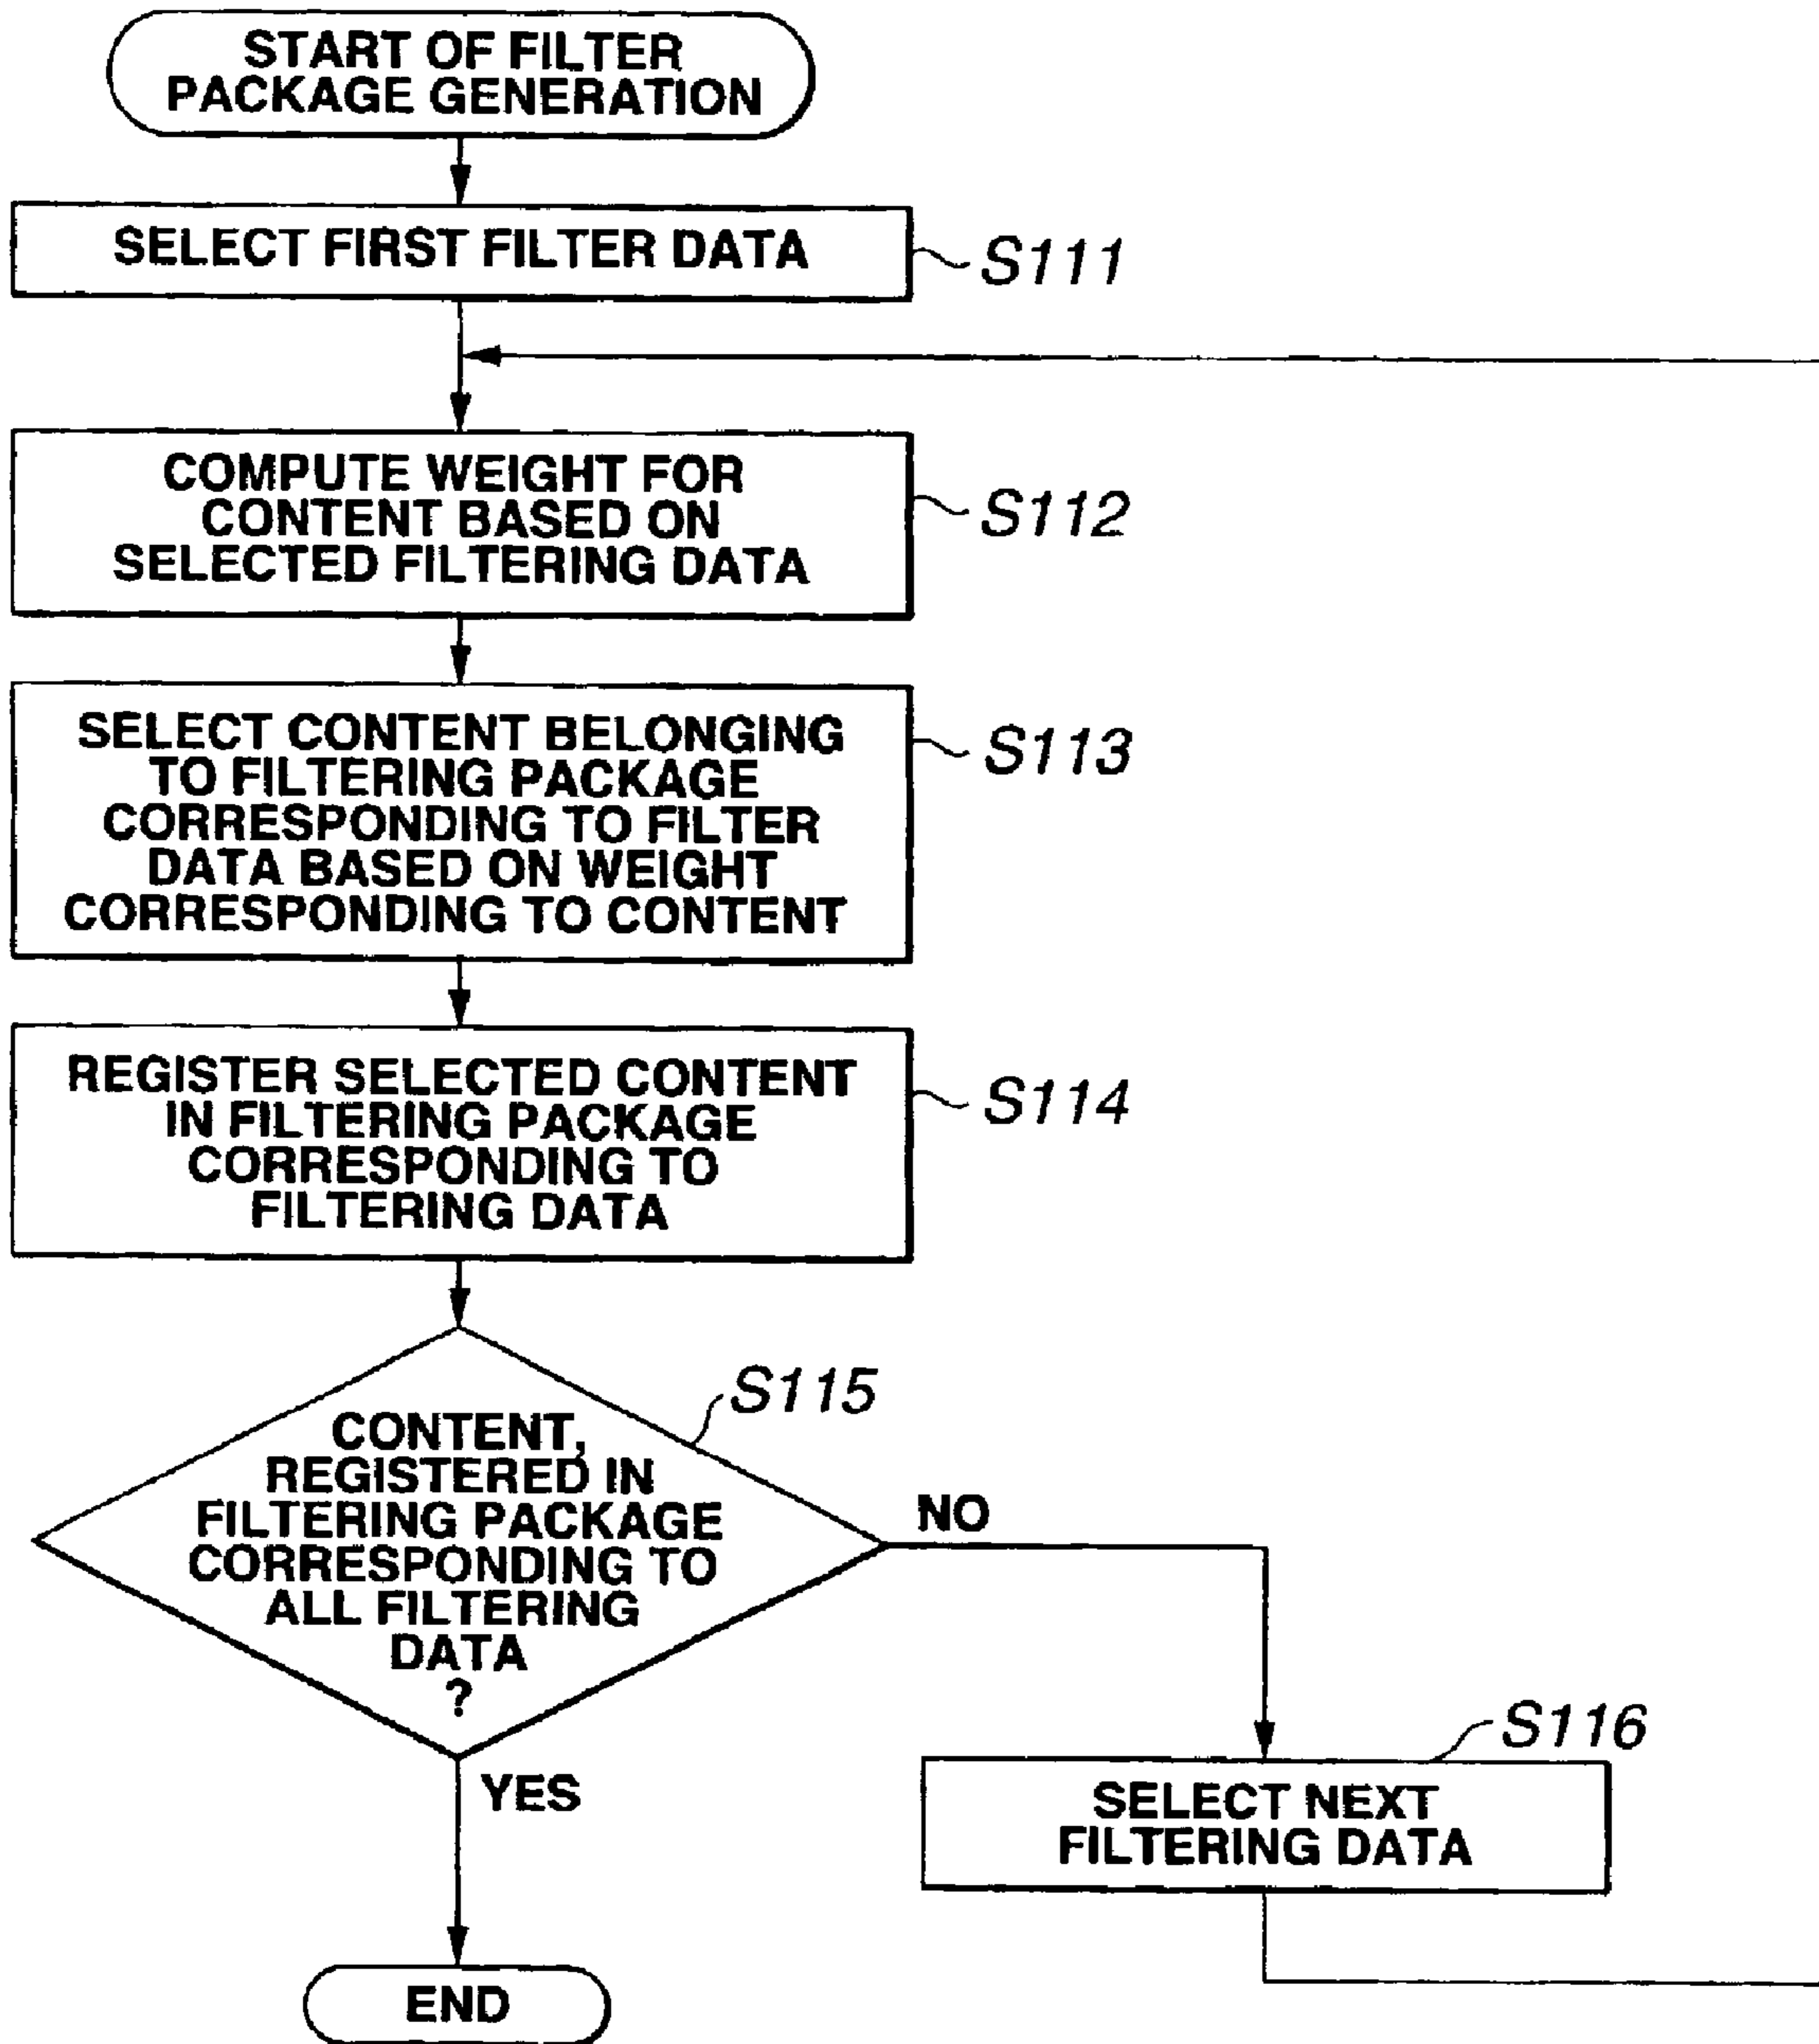 START OF FILTER
PACKAGE GENERATION
SELECT FIRST FILTER DATA
S111
COMPUTE WEIGHT FOR
CONTENT BASED ON
SELECTED FILTERING DATA
S112
SELECT CONTENT BELONGING
TO FILTERING PACKAGE
CORRESPONDING TO FILTER
DATA BASED ON WEIGHT
CORRESPONDING TO CONTENT
S113
REGISTER SELECTED CONTENT
IN FILTERING PACKAGE
CORRESPONDING TO
FILTERING DATA
S114
S115
CONTENT,
REGISTERED IN
FILTERING PACKAGE
CORRESPONDING TO
ALL FILTERING
DATA
?
NO
YES
S116
SELECT NEXT
FILTERING DATA
END